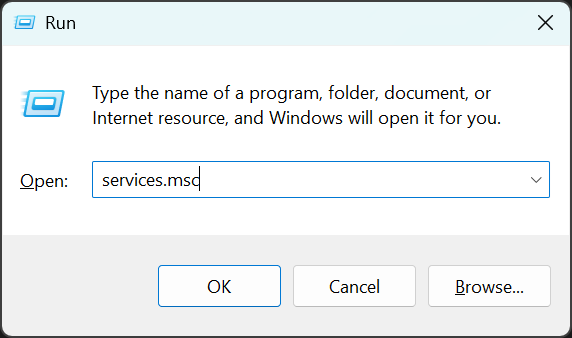 Run
Type the name of a program, folder, document, or
Internet resource, and Windows will open it for you.
Open: services.msc
OK Cancel Browse...